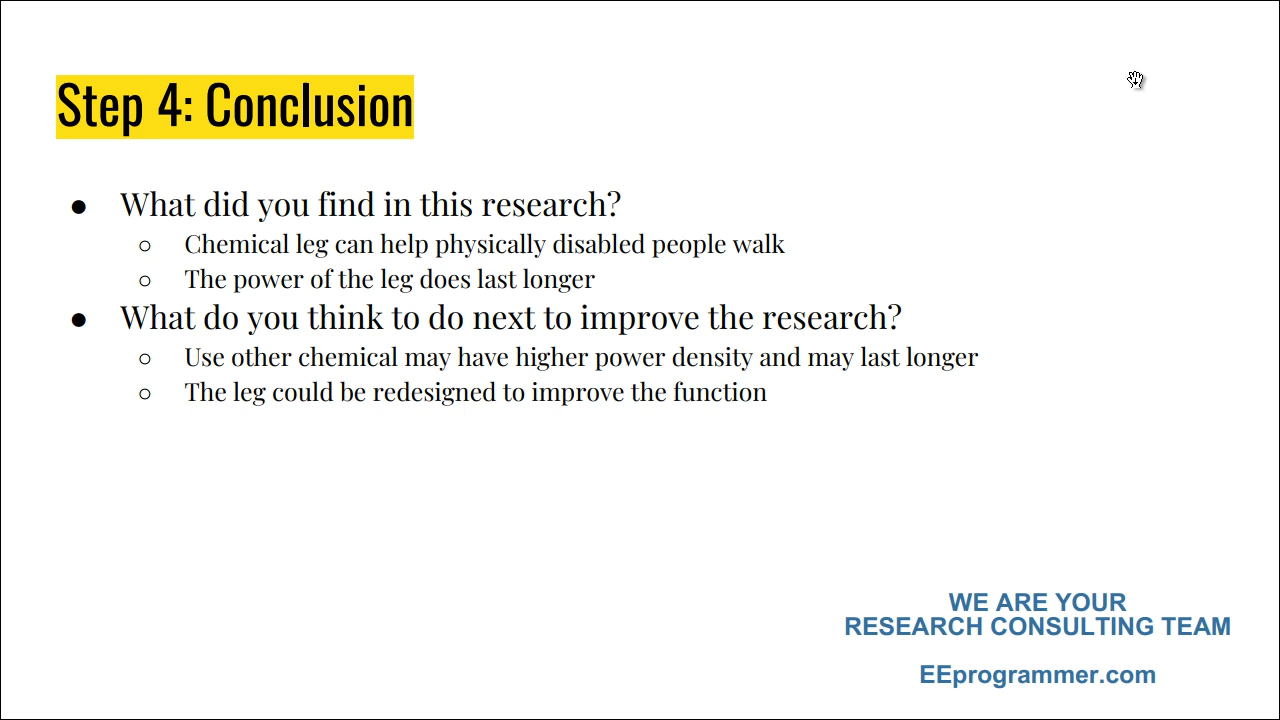 Step 4: Conclusion
● What did you find in this research?
○ Chemical leg can help physically disabled people walk
○ The power of the leg does last longer
● What do you think to do next to improve the research?
○ Use other chemical may have higher power density and may last longer
○ The leg could be redesigned to improve the function
WE ARE YOUR
RESEARCH CONSULTING TEAM
EEprogrammer.com